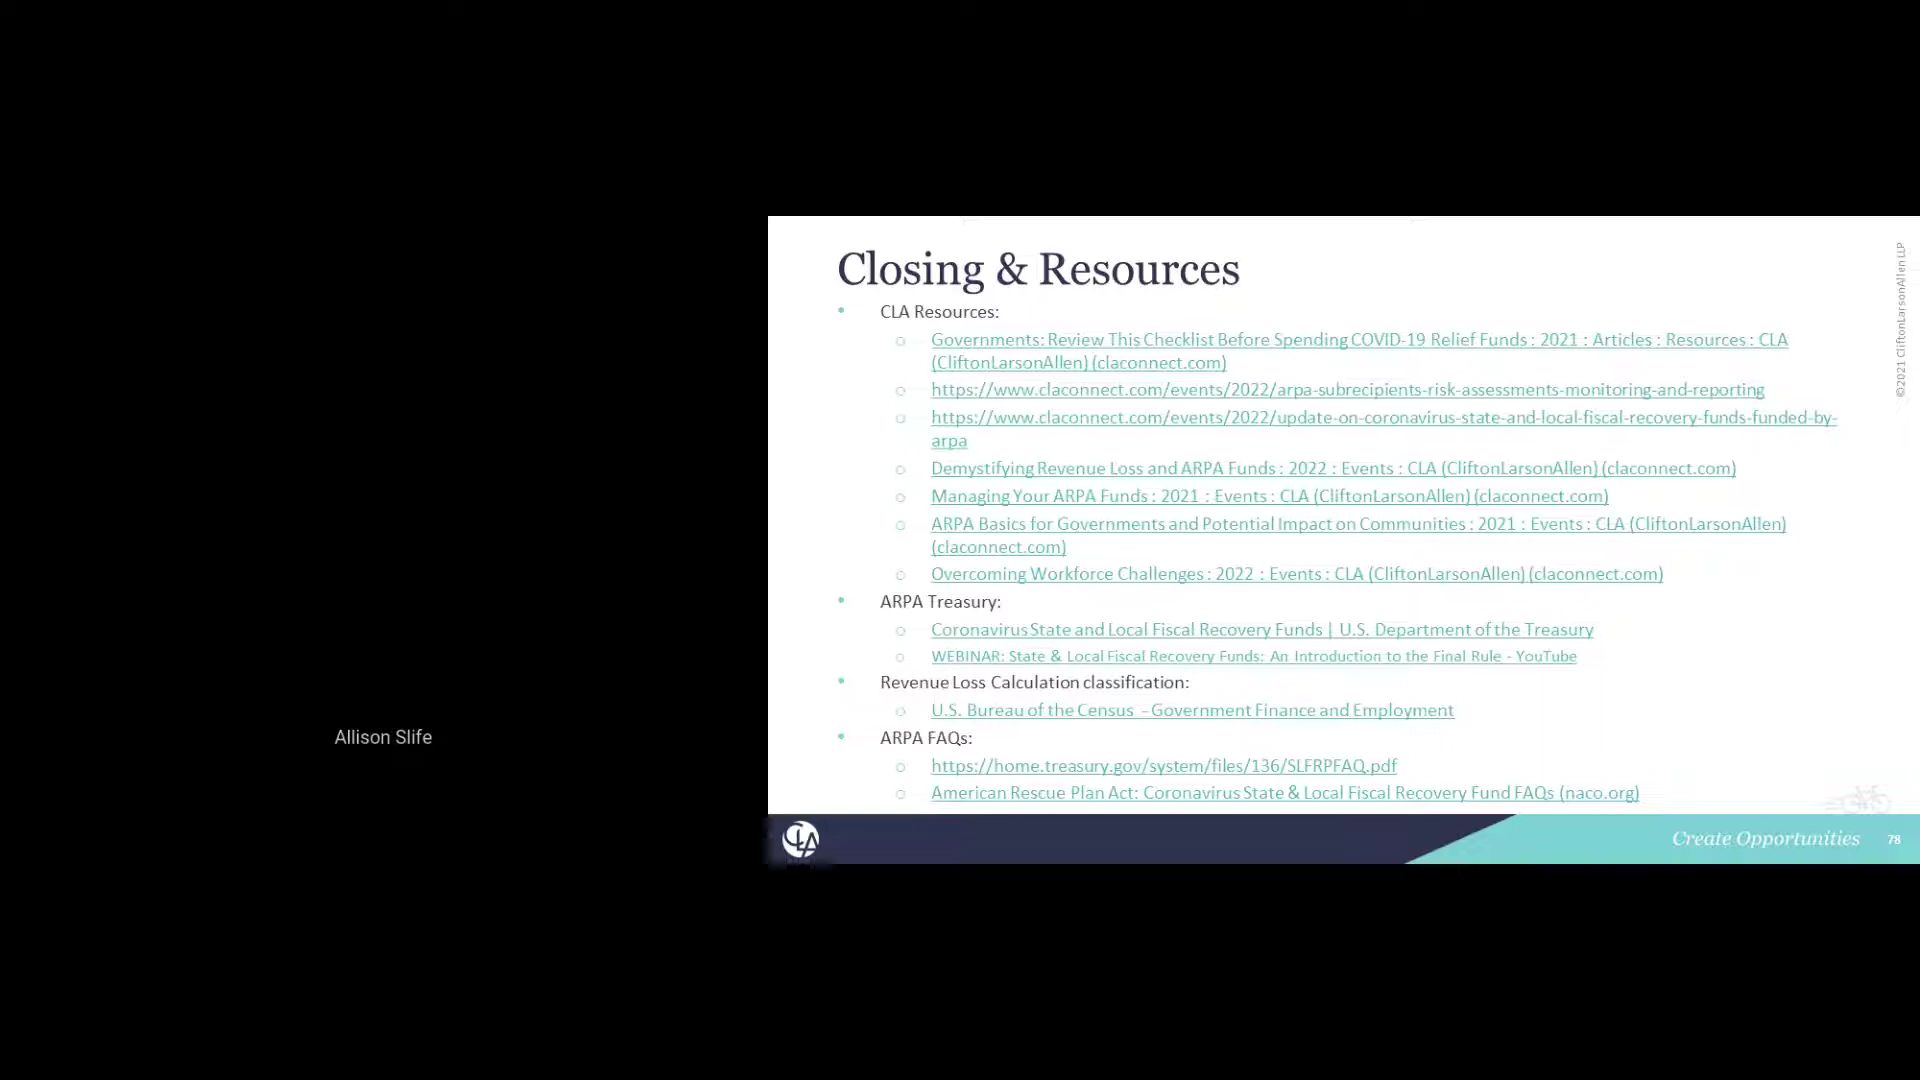 Closing & Resources
• CLA Resources:
○ Governments: Review This Checklist Before Spending COVID-19 Relief Funds : 2021 : Articles : Resources : CLA
(CliftonLarsonAllen) (claconnect.com)
○ https://www.claconnect.com/events/2022/arpa-subrecipients-risk-assessments-monitoring-and-reporting
○ https://www.claconnect.com/events/2022/update-on-coronavirus-state-and-local-fiscal-recovery-funds-funded-by-
arpa
○ Demystifying Revenue Loss and ARPA Funds : 2022 : Events : CLA (CliftonLarsonAllen) (claconnect.com)
○ Managing Your ARPA Funds : 2021 : Events : CLA (CliftonLarsonAllen) (claconnect.com)
○ ARPA Basics for Governments and Potential Impact on Communities : 2021 : Events : CLA (CliftonLarsonAllen)
(claconnect.com)
○ Overcoming Workforce Challenges : 2022 : Events : CLA (CliftonLarsonAllen) (claconnect.com)
• ARPA Treasury:
○ Coronavirus State and Local Fiscal Recovery Funds | U.S. Department of the Treasury
○ WEBINAR: State & Local Fiscal Recovery Funds: An Introduction to the Final Rule - YouTube
• Revenue Loss Calculation classification:
○ U.S. Bureau of the Census – Government Finance and Employment
• ARPA FAQs:
○ https://home.treasury.gov/system/files/136/SLFRPFAQ.pdf
○ American Rescue Plan Act: Coronavirus State & Local Fiscal Recovery Fund FAQs (naco.org)
©2021 CliftonLarsonAllen LLP
Allison Slife
CLA
Create Opportunities
78